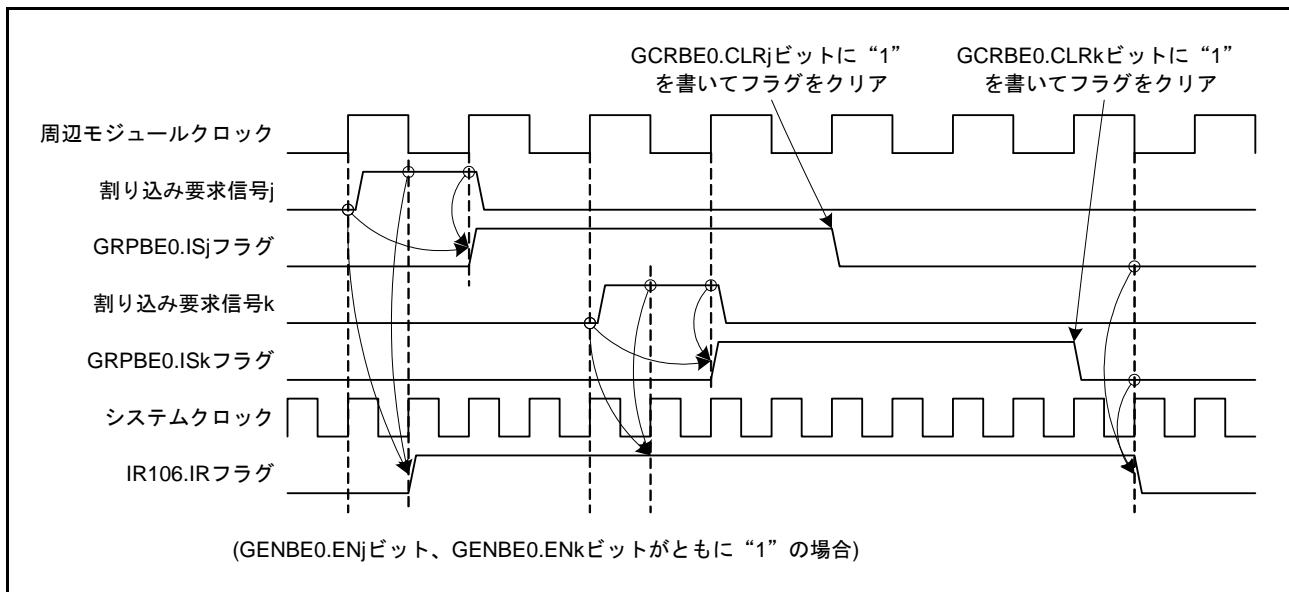 GCRBE0.CLRjビットに“1”
を書いてフラグをクリア
GCRBE0.CLRkビットに“1”
を書いてフラグをクリア
周辺モジュールクロック
割り込み要求信号j
GRPBE0.ISjフラグ
割り込み要求信号k
GRPBE0.ISkフラグ
システムクロック
IR106.IRフラグ
(GENBE0.ENjビット、GENBE0.ENkビットがともに“1”の場合)